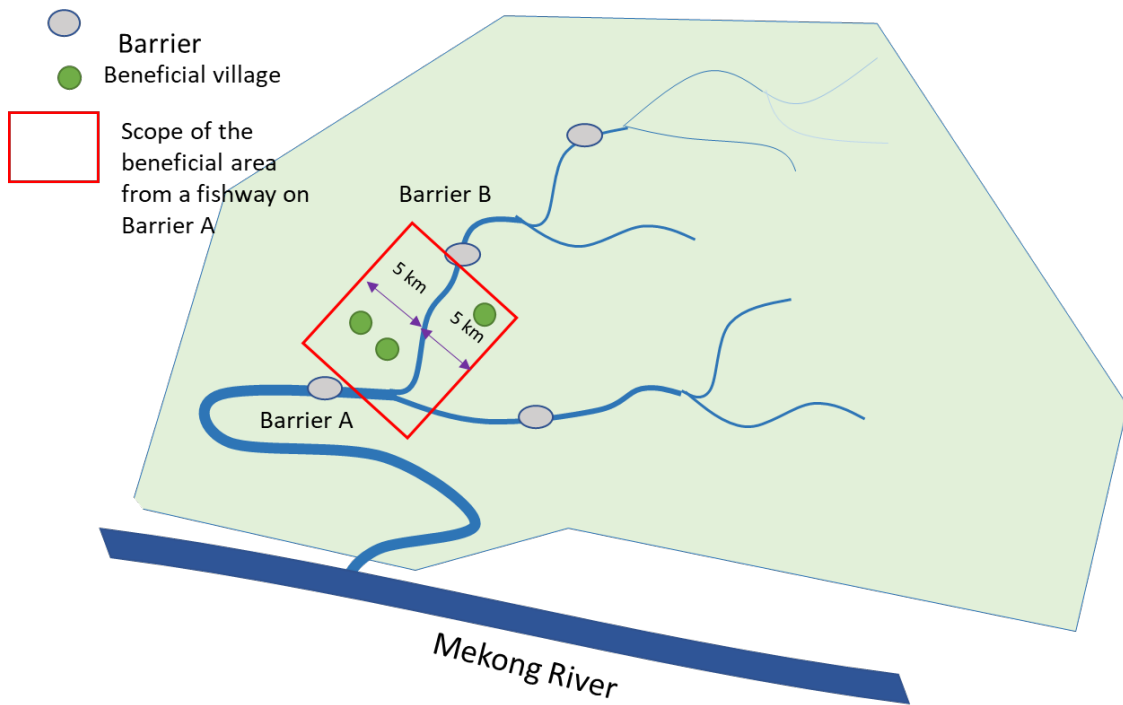 Barrier
Beneficial village
Scope of the
beneficial area
from a fishway on
Barrier A
Barrier B
5 km
5 km
Barrier A
Mekong River